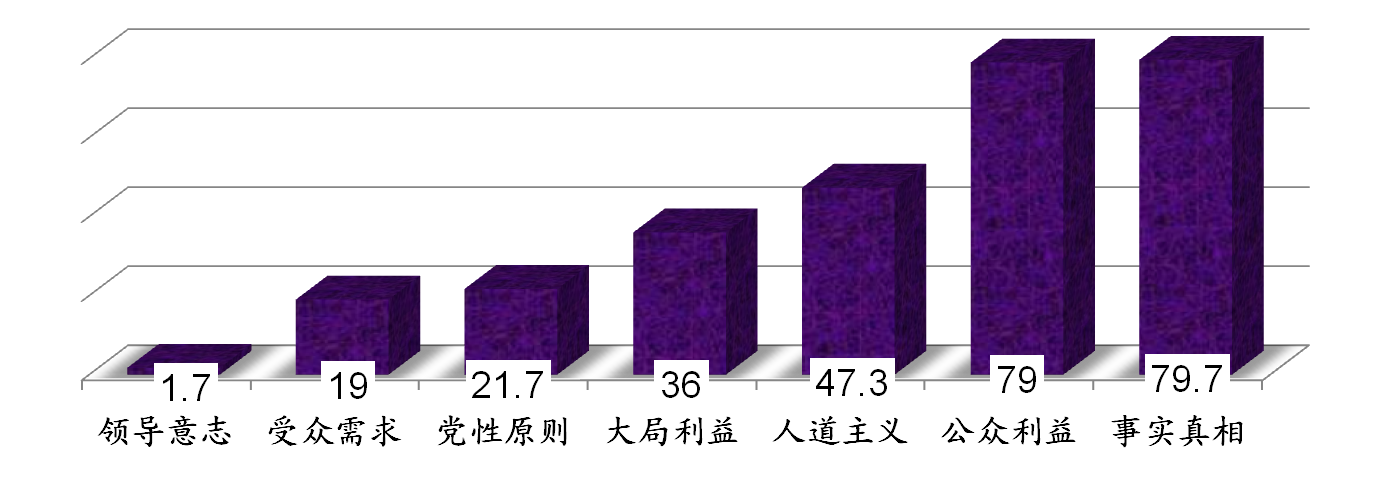 1.7 19 21.7 36 47.3 79 79.7
领导意志 受众需求 党性原则 大局利益 人道主义 公众利益 事实真相